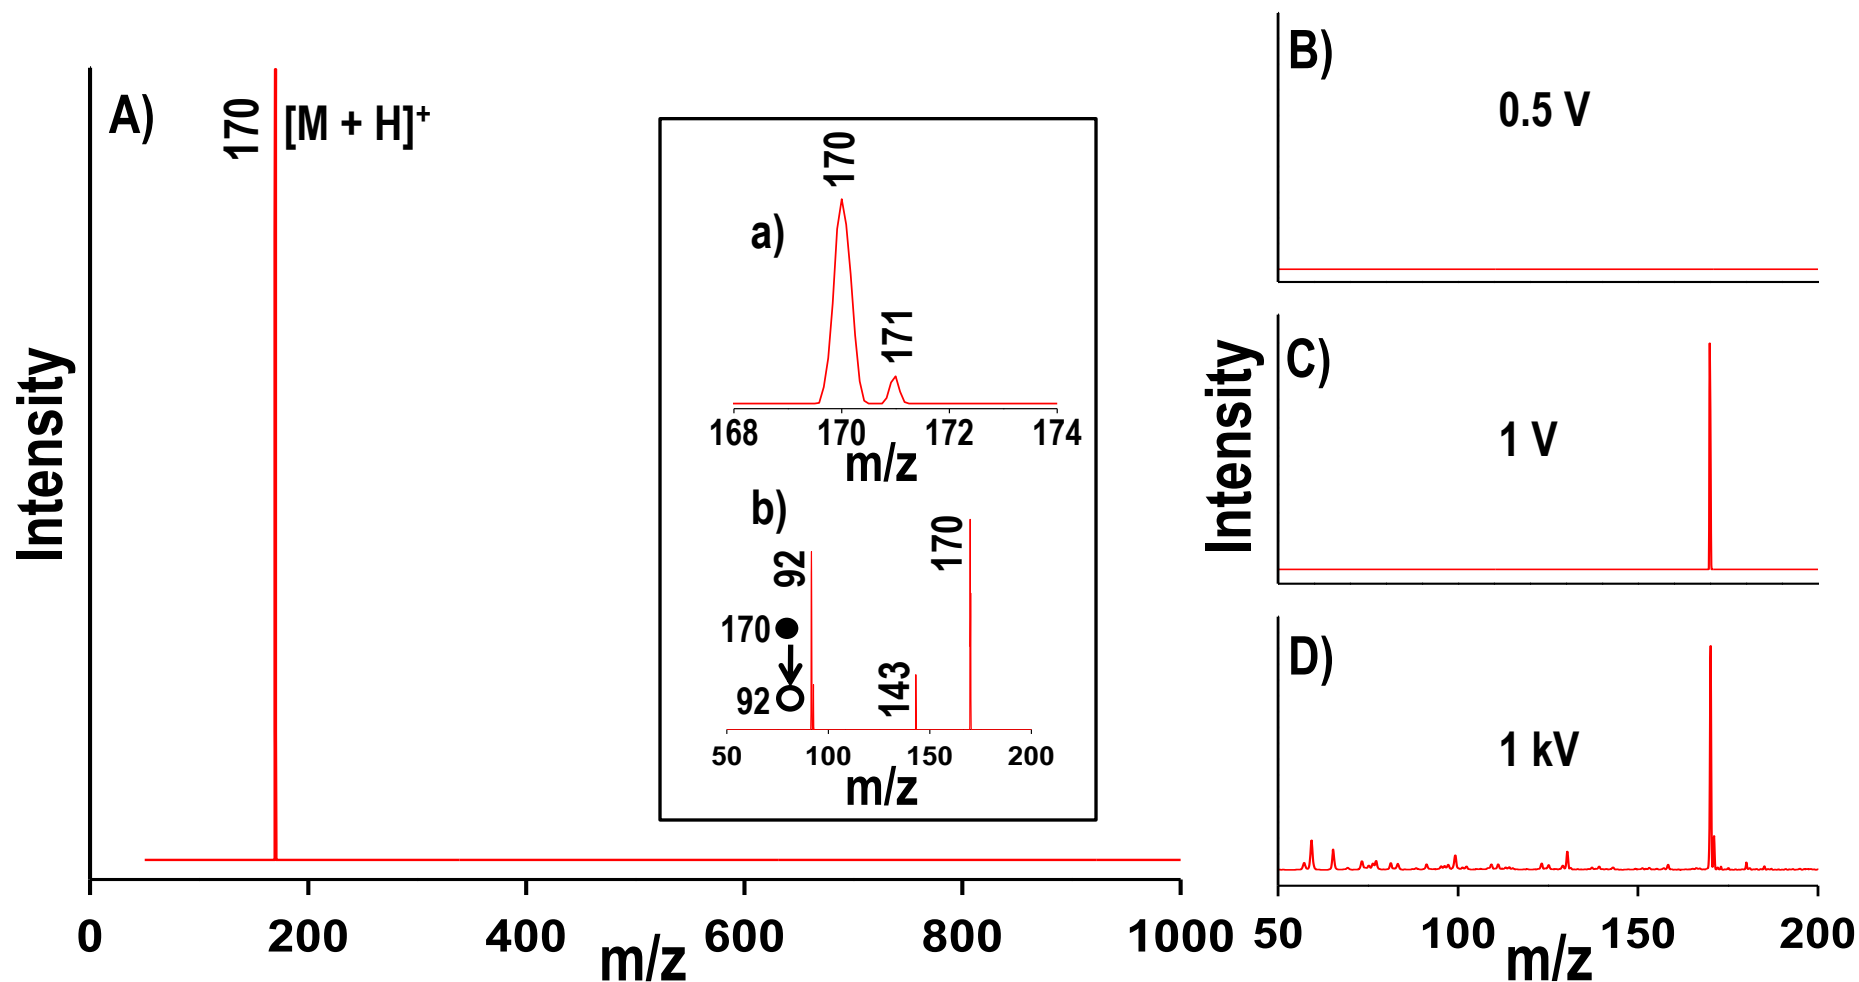 A)
170
[M + H]⁺
Intensity
0 200 400 600 800 1000
m/z
a)
170
171
168 170 172 174
m/z
b)
92
143
170
170
92
50 100 150 200
m/z
B)
0.5 V
C)
1 V
Intensity
D)
1 kV
50 100 150 200
m/z